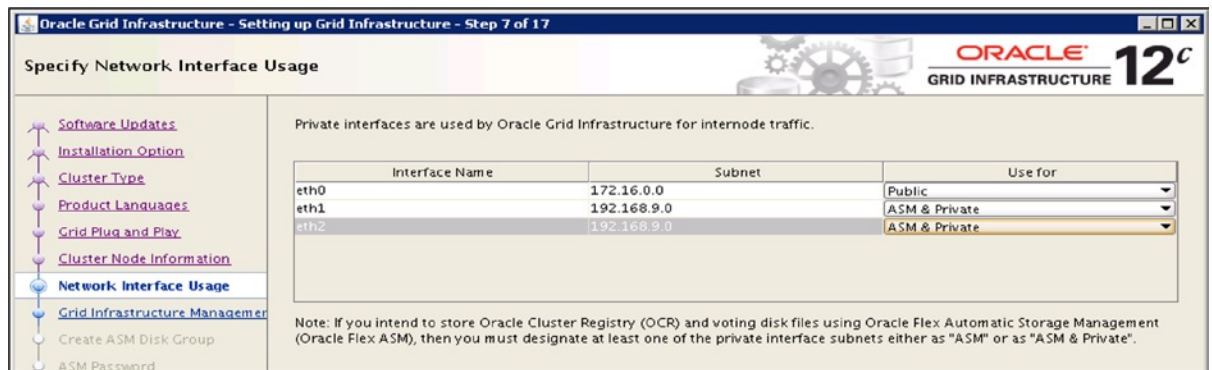 Oracle Grid Infrastructure - Setting up Grid Infrastructure - Step 7 of 17
Specify Network Interface Usage
ORACLE
GRID INFRASTRUCTURE
12c
Software Updates
Installation Option
Cluster Type
Product Languages
Grid Plug and Play
Cluster Node Information
Network Interface Usage
Grid Infrastructure Managemer
Create ASM Disk Group
ASM Password
Private interfaces are used by Oracle Grid Infrastructure for internode traffic.
Interface Name Subnet Use for
eth0 172.16.0.0 Public
eth1 192.168.9.0 ASM & Private
eth2 192.168.9.0 ASM & Private
Note: If you intend to store Oracle Cluster Registry (OCR) and voting disk files using Oracle Flex Automatic Storage Management
(Oracle Flex ASM), then you must designate at least one of the private interface subnets either as "ASM" or as "ASM & Private".